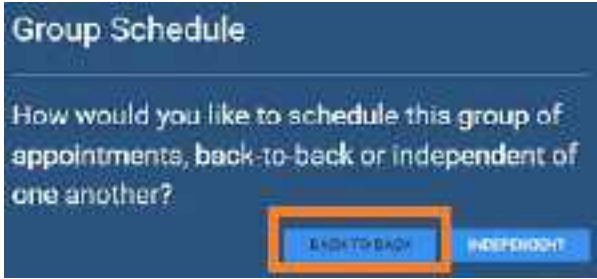 Group Schedule
How would you like to schedule this group of
appointments, back-to-back or independent of
one another?
BACK TO BACK INDEPENDENT